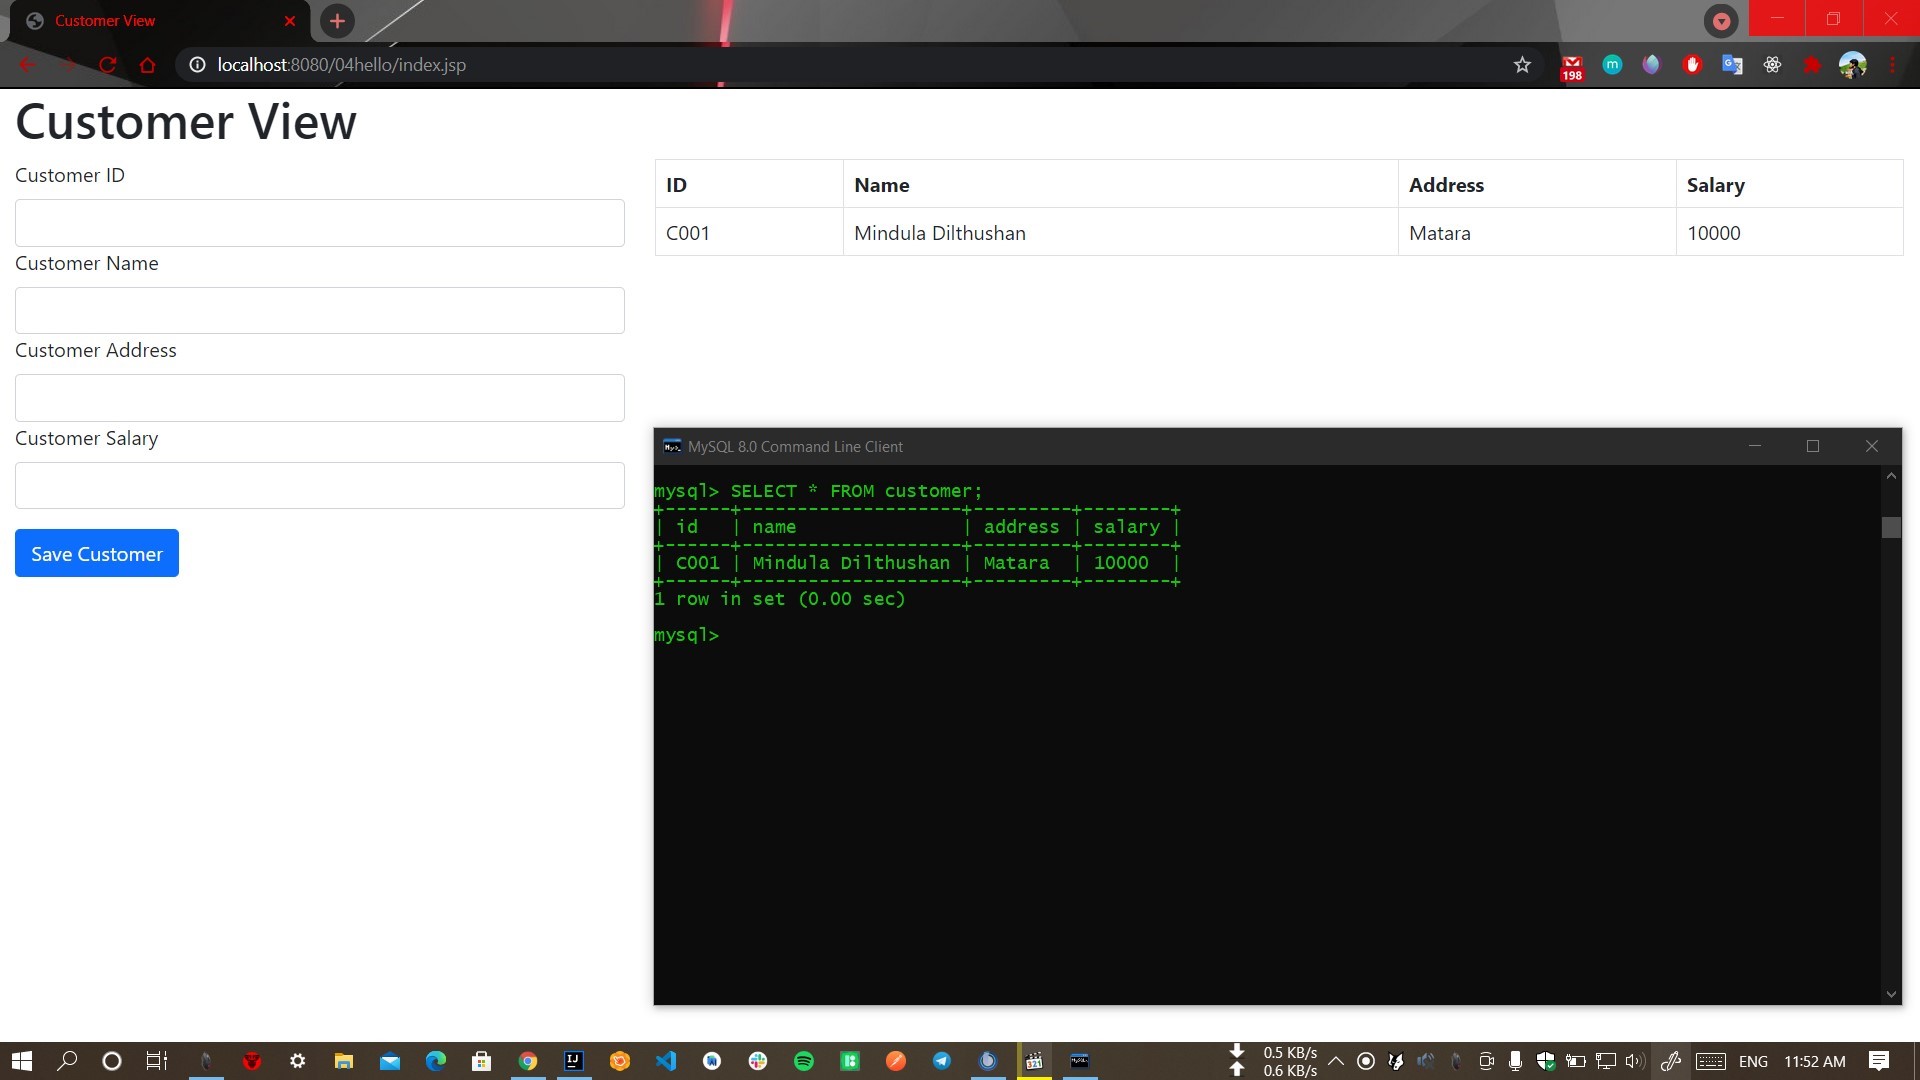 Customer View
localhost:8080/04hello/index.jsp
198
m
Customer View
Customer ID
Customer Name
Customer Address
Customer Salary
Save Customer
ID Name Address Salary
C001 Mindula Dilthushan Matara 10000
MySQL 8.0 Command Line Client
mysql> SELECT * FROM customer;
+------+--------------------+---------+--------+
| id   | name               | address | salary |
+------+--------------------+---------+--------+
| C001 | Mindula Dilthushan | Matara  | 10000  |
+------+--------------------+---------+--------+
1 row in set (0.00 sec)
mysql>
IJ
321
0.5 KB/s
0.6 KB/s
ENG
11:52 AM